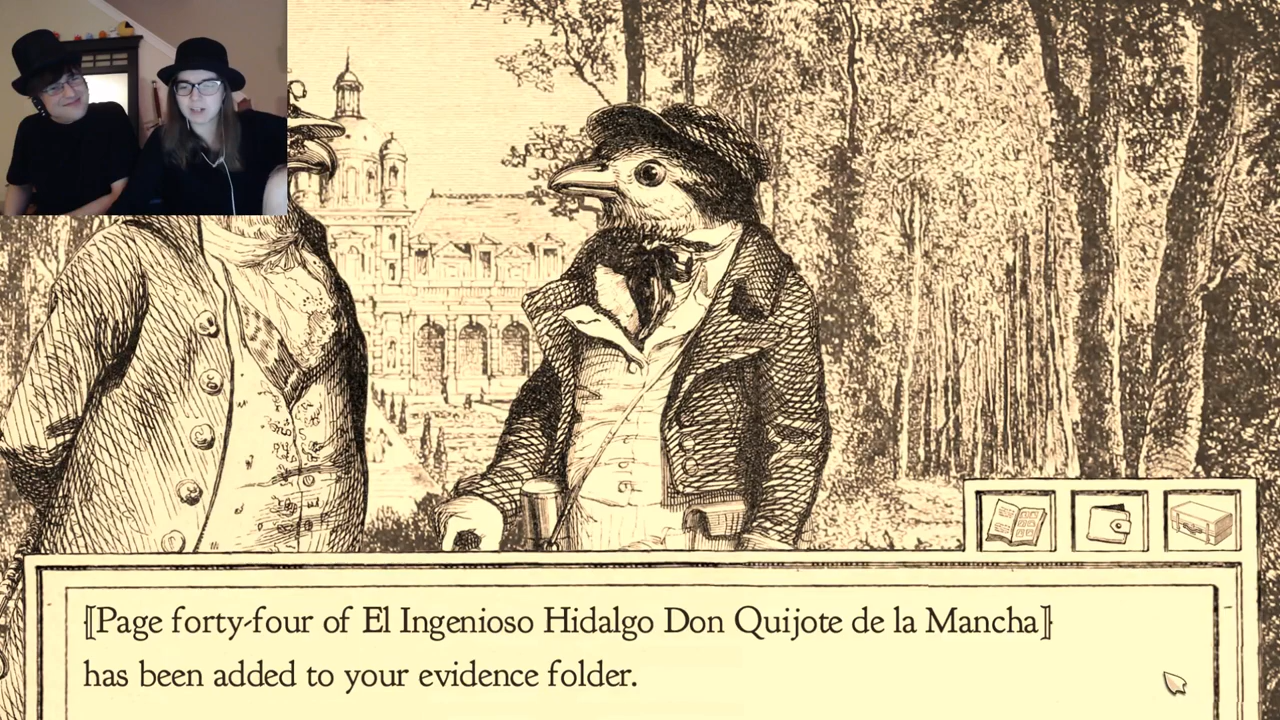 ⟦Page forty-four of El Ingenioso Hidalgo Don Quijote de la Mancha⟧
has been added to your evidence folder.